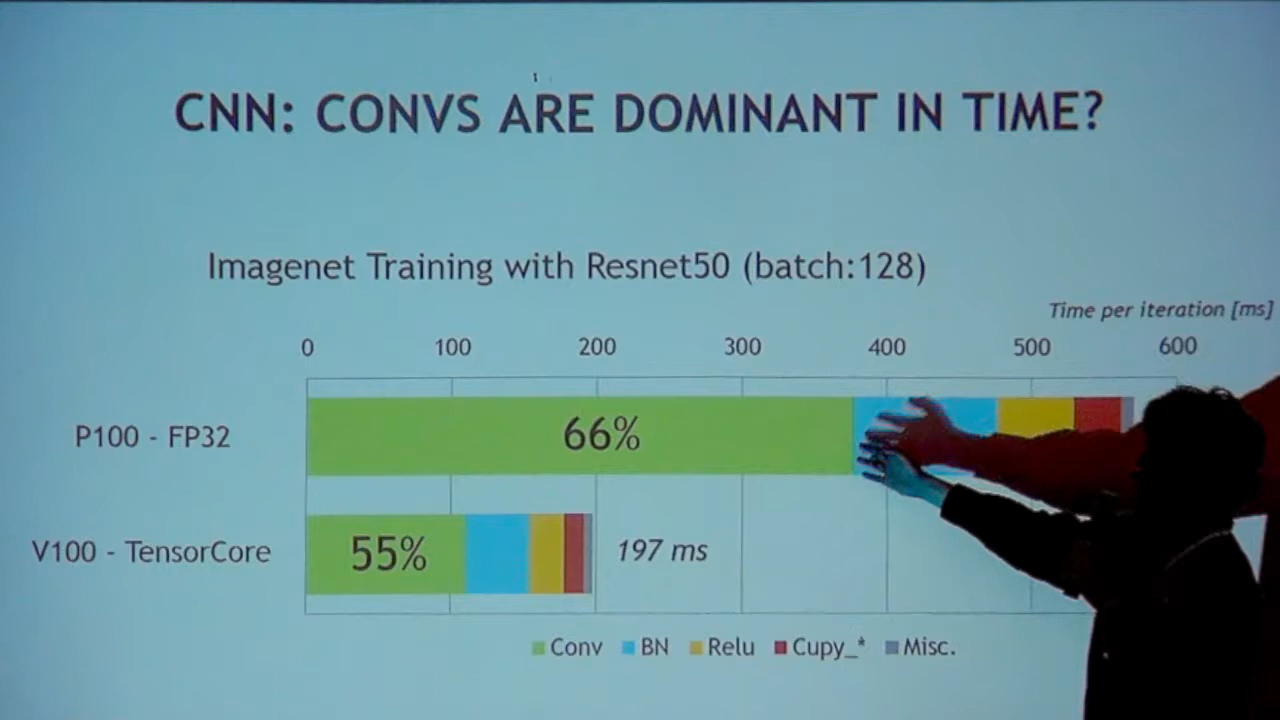 CNN: CONVS ARE DOMINANT IN TIME?
Imagenet Training with Resnet50 (batch:128)
Time per iteration [ms]
0 100 200 300 400 500 600
P100 - FP32 66%
V100 - TensorCore 55% 197 ms
Conv BN Relu Cupy_* Misc.